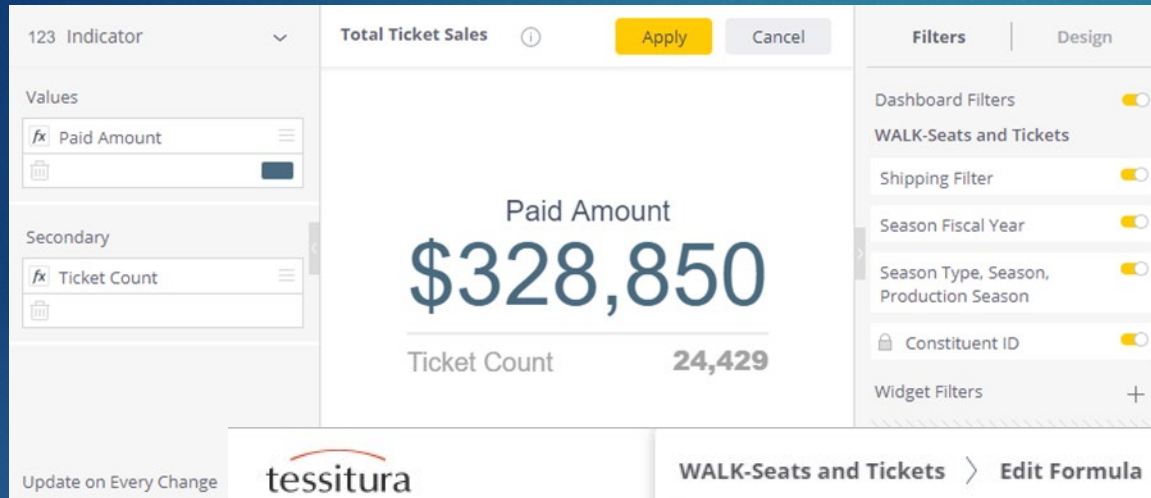 123 Indicator
Values
fx Paid Amount
Secondary
fx Ticket Count
Update on Every Change
Total Ticket Sales
Apply
Cancel
Paid Amount
$328,850
Ticket Count 24,429
Filters
Design
Dashboard Filters
WALK-Seats and Tickets
Shipping Filter
Season Fiscal Year
Season Type, Season,
Production Season
Constituent ID
Widget Filters
tessitura
WALK-Seats and Tickets > Edit Formula